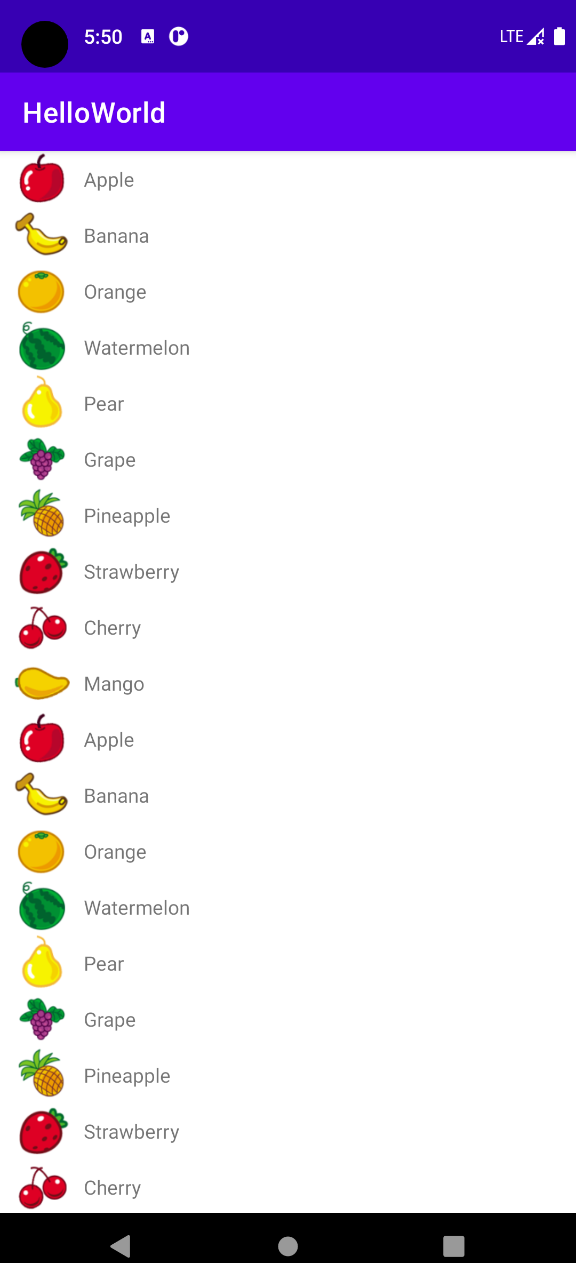 5:50 LTE
HelloWorld
Apple
Banana
Orange
Watermelon
Pear
Grape
Pineapple
Strawberry
Cherry
Mango
Apple
Banana
Orange
Watermelon
Pear
Grape
Pineapple
Strawberry
Cherry